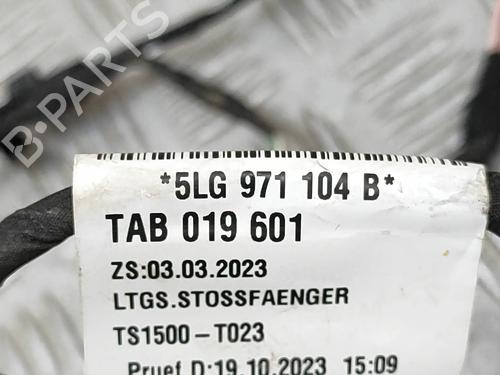 B-PARTS
*5LG 971 104 B*
TAB 019 601
ZS:03.03.2023
LTGS.STOSSFAENGER
TS1500-T023
Pruef.D:19.10.2023 15:09